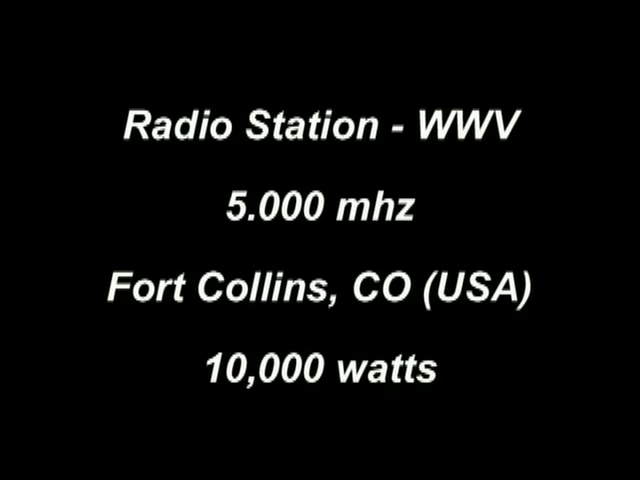 Radio Station - WWV
5.000 mhz
Fort Collins, CO (USA)
10,000 watts